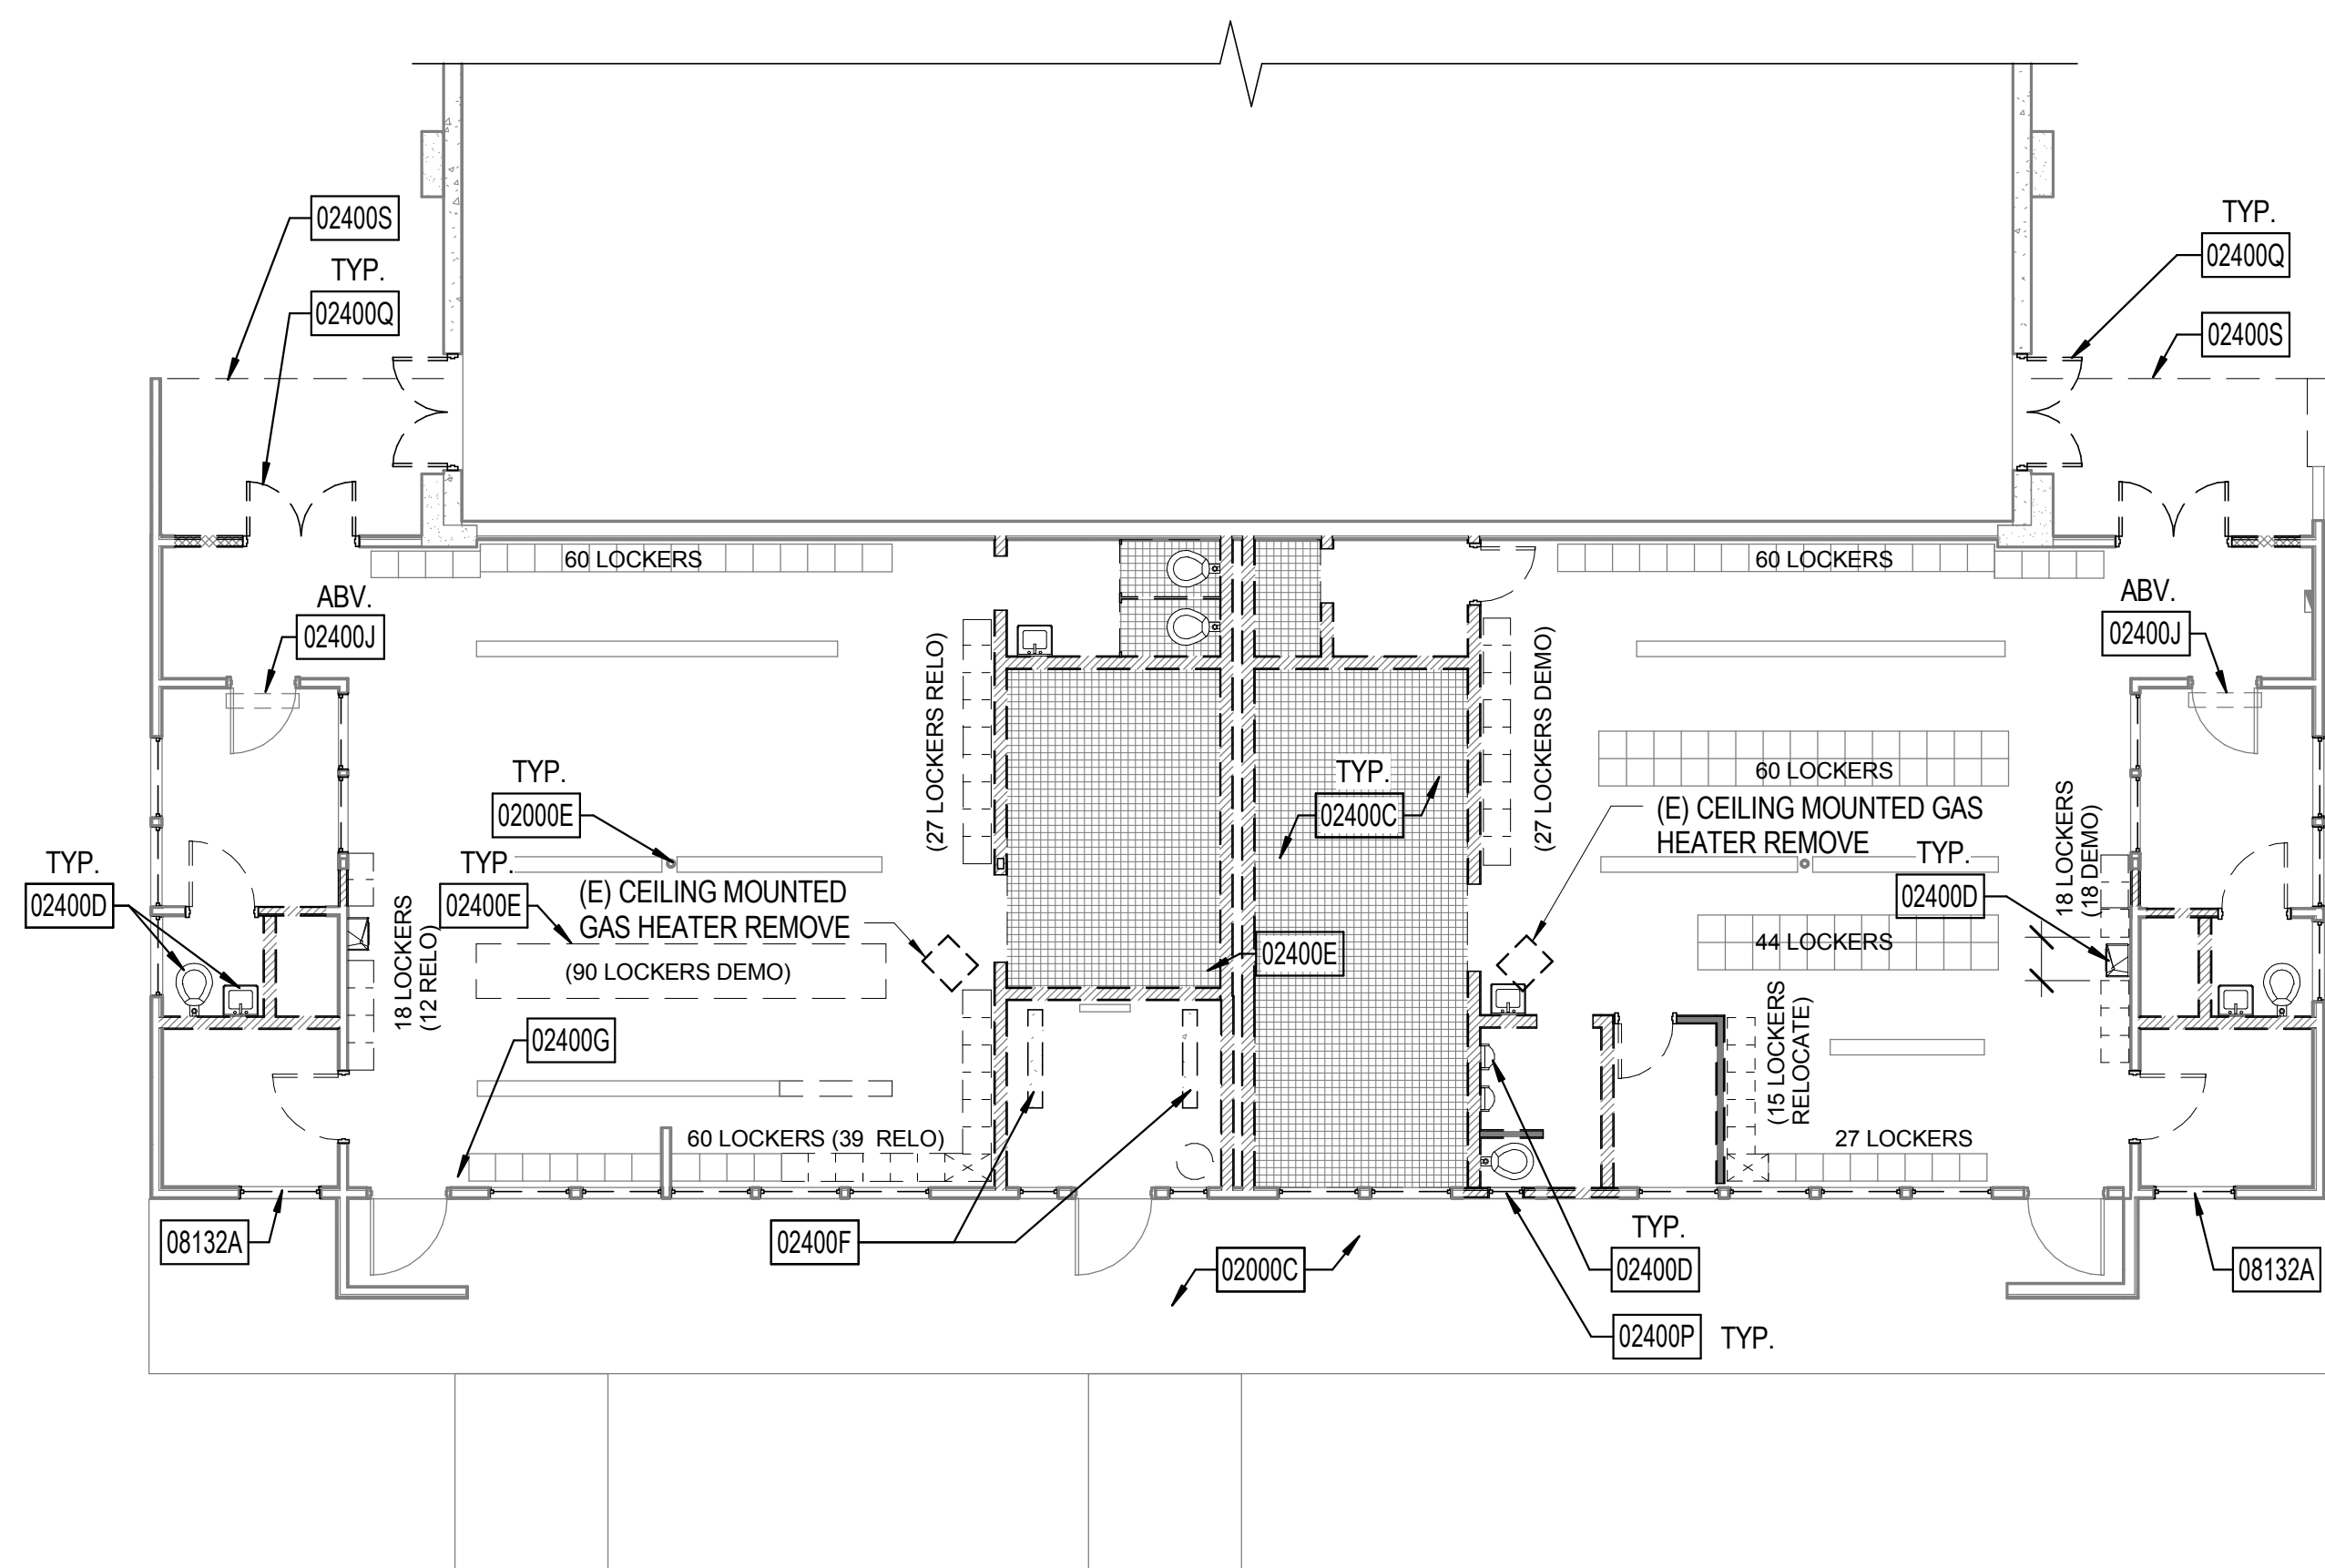 02400S
TYP.
02400Q
TYP.
02400Q
02400S
60 LOCKERS
60 LOCKERS
ABV.
02400J
ABV.
02400J
(27 LOCKERS RELO)
(27 LOCKERS DEMO)
TYP.
02000E
TYP.
02400C
60 LOCKERS
(E) CEILING MOUNTED GAS
HEATER REMOVE
TYP.
02400D
18 LOCKERS
(18 DEMO)
TYP.
02400D
TYP.
02400E
(E) CEILING MOUNTED
GAS HEATER REMOVE
(90 LOCKERS DEMO)
02400E
44 LOCKERS
18 LOCKERS
(12 RELO)
02400G
(15 LOCKERS
RELOCATE)
60 LOCKERS (39 RELO)
27 LOCKERS
08132A
02400F
02000C
TYP.
02400D
08132A
02400P TYP.